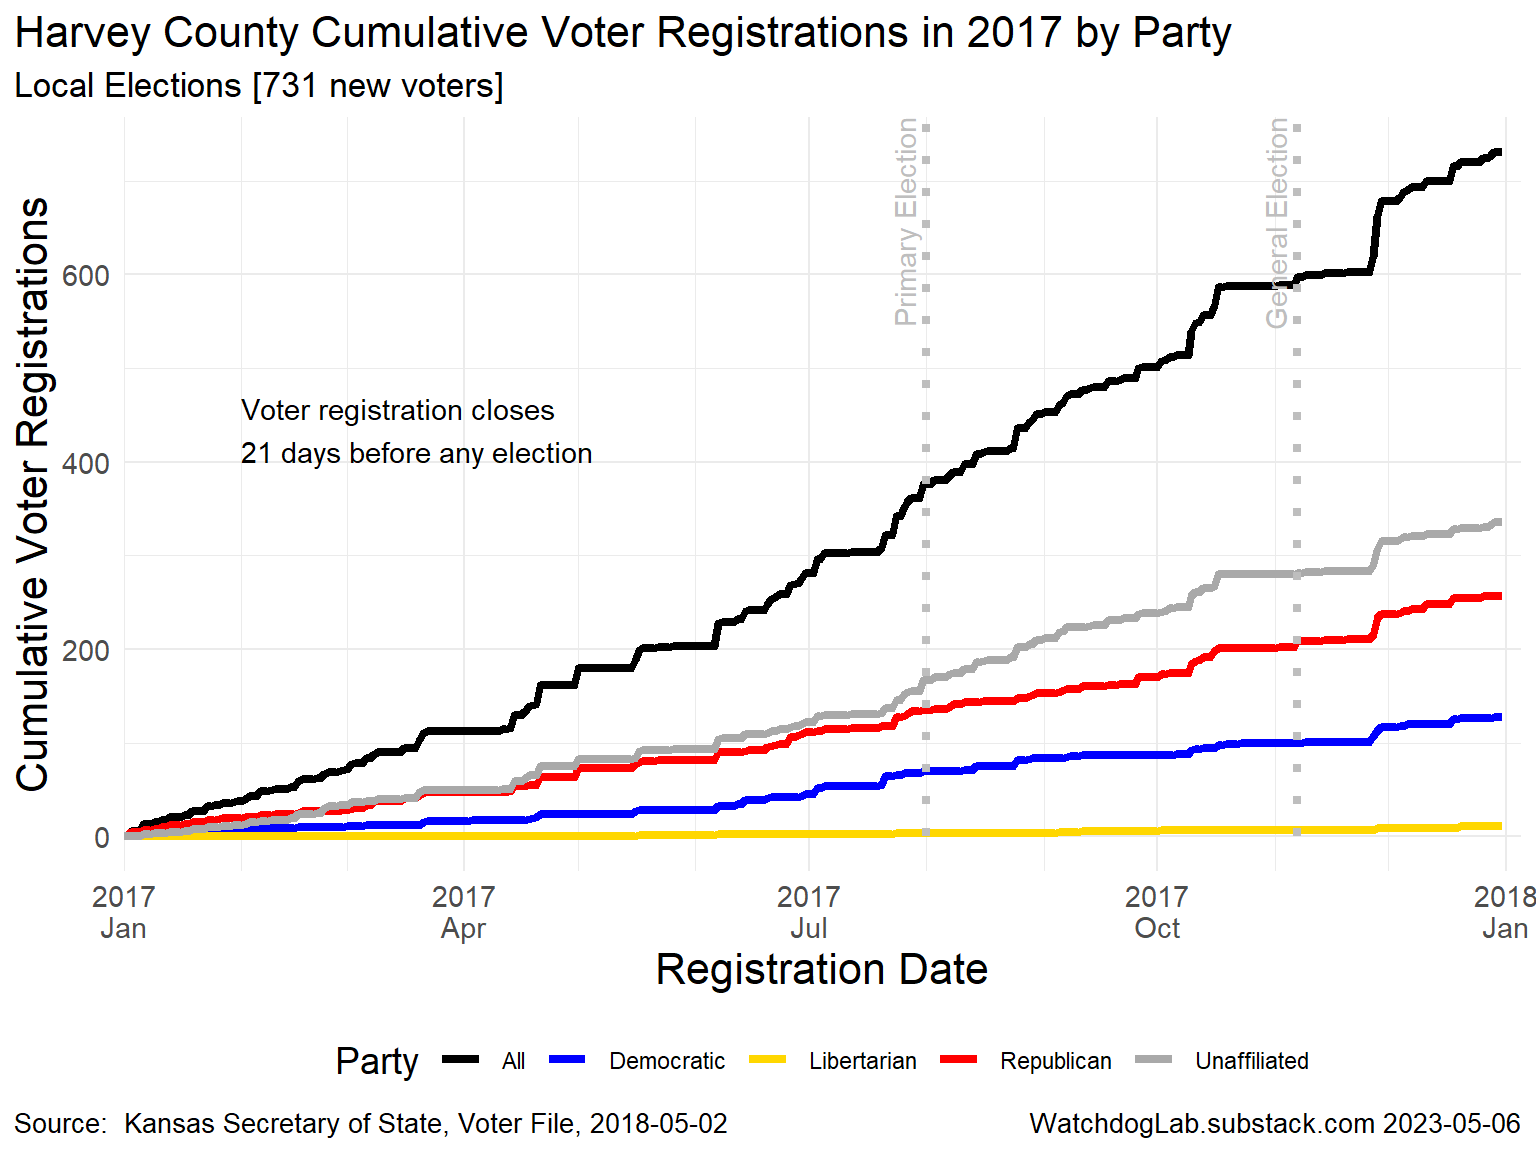 Harvey County Cumulative Voter Registrations in 2017 by Party
Local Elections [731 new voters]
Cumulative Voter Registrations
600
400
200
0
Primary Election
General Election
Voter registration closes
21 days before any election
2017
Jan
2017
Apr
2017
Jul
2017
Oct
2018
Jan
Registration Date
Party All Democratic Libertarian Republican Unaffiliated
Source:  Kansas Secretary of State, Voter File, 2018-05-02
WatchdogLab.substack.com 2023-05-06